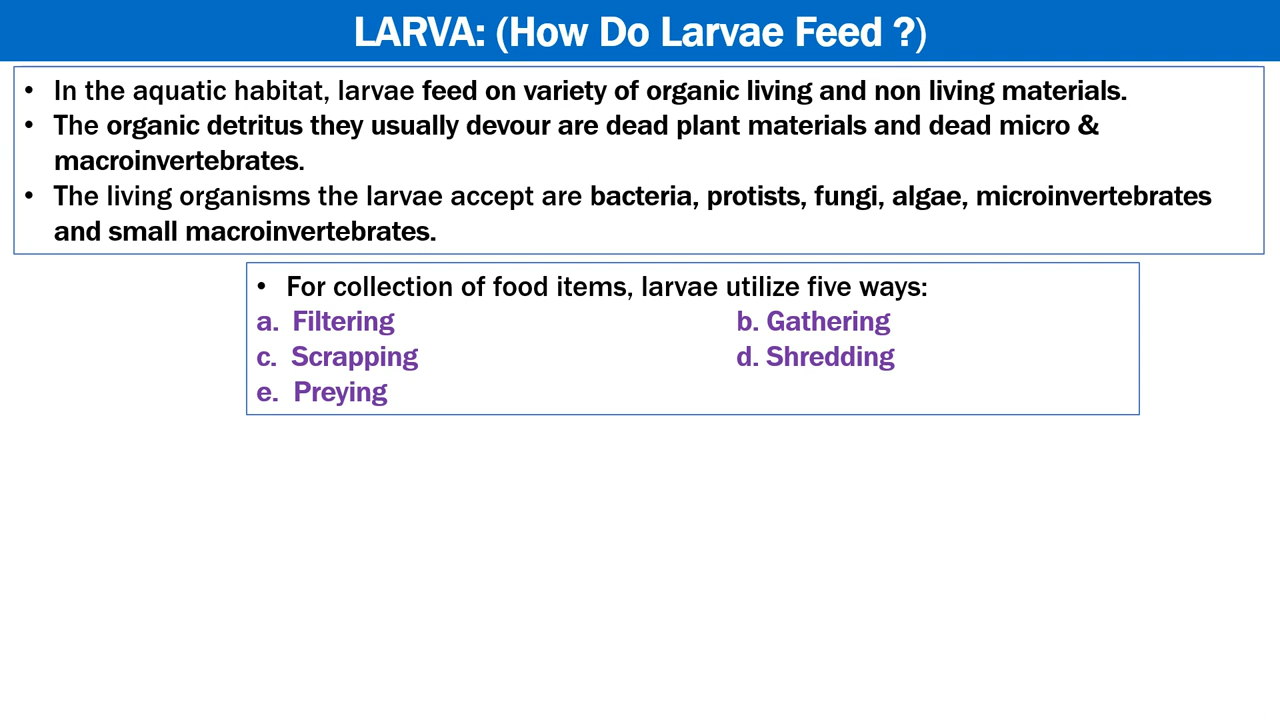 LARVA: (How Do Larvae Feed ?)
• In the aquatic habitat, larvae feed on variety of organic living and non living materials.
• The organic detritus they usually devour are dead plant materials and dead micro &
macroinvertebrates.
• The living organisms the larvae accept are bacteria, protists, fungi, algae, microinvertebrates
and small macroinvertebrates.
• For collection of food items, larvae utilize five ways:
a. Filtering b. Gathering
c. Scrapping d. Shredding
e. Preying